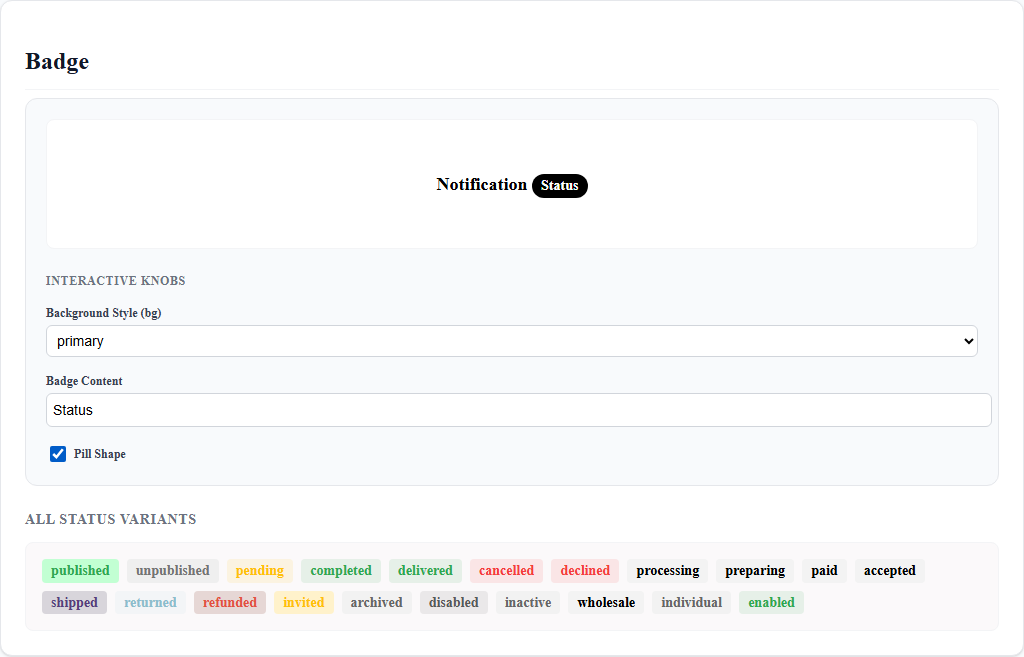 Badge
Notification Status
INTERACTIVE KNOBS
Background Style (bg)
primary
Badge Content
Status
Pill Shape
ALL STATUS VARIANTS
published unpublished pending completed delivered cancelled declined processing preparing paid accepted
shipped returned refunded invited archived disabled inactive wholesale individual enabled